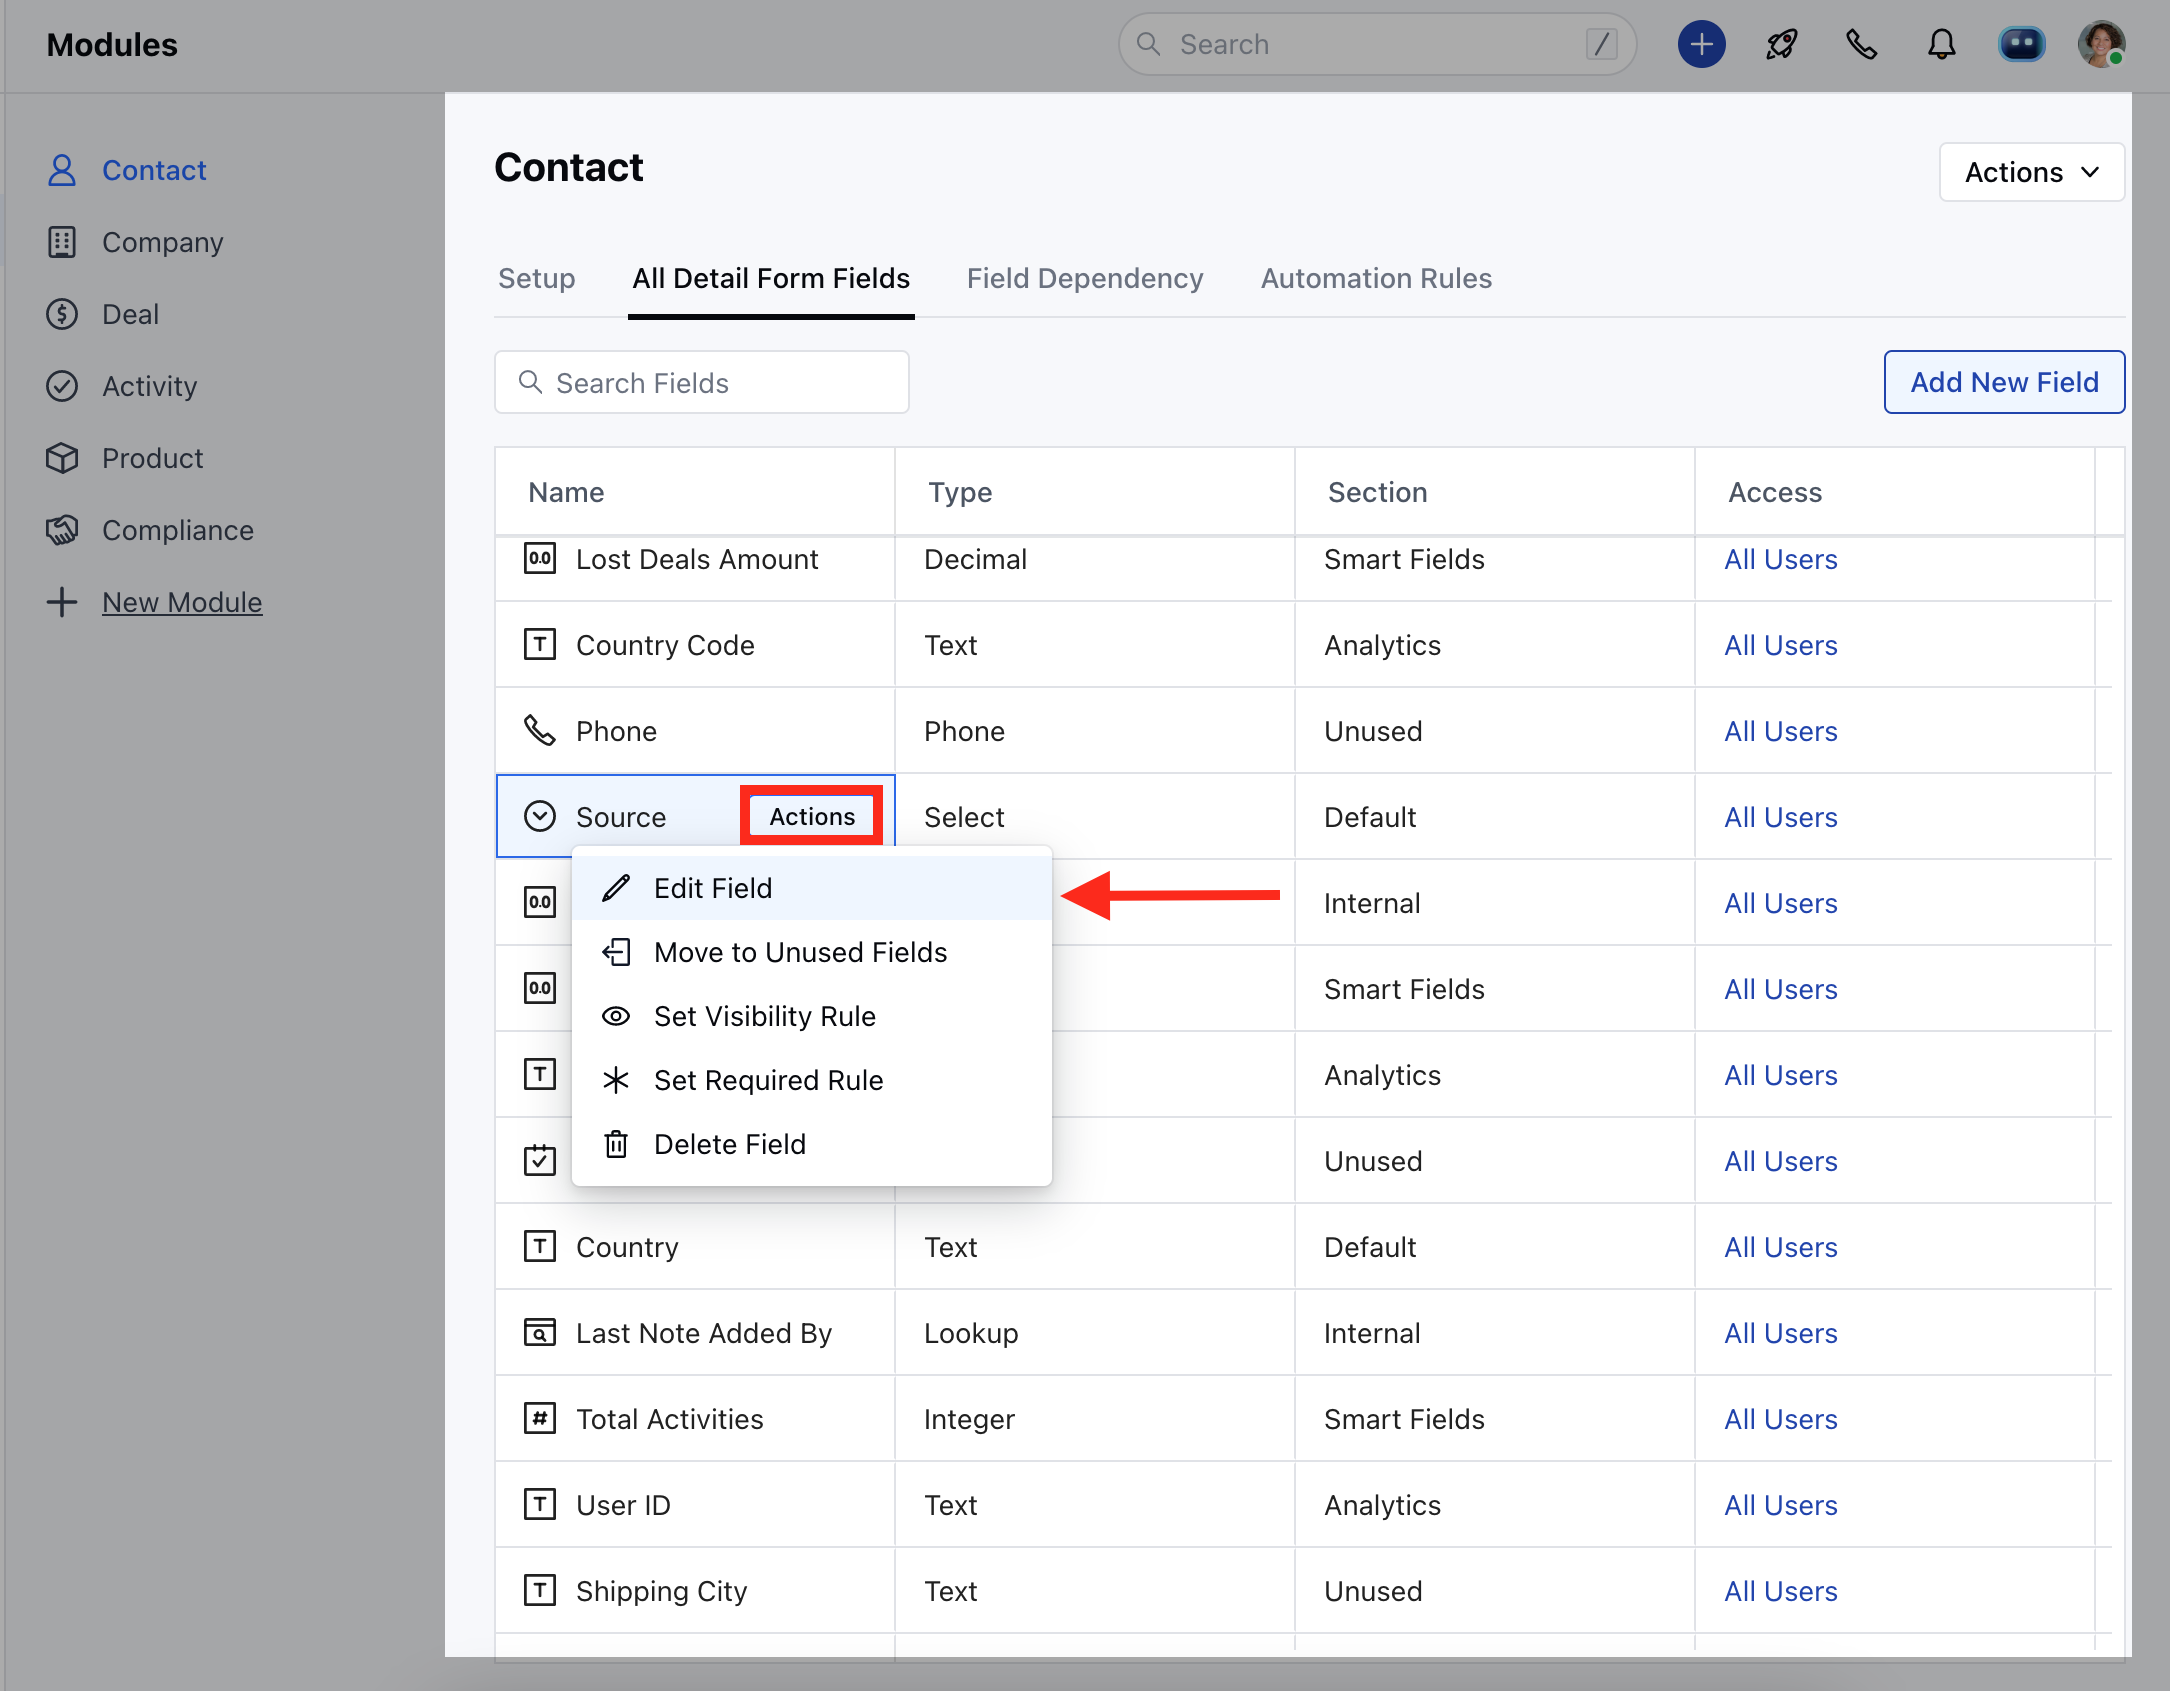 Modules
Search /
Contact
Company
Deal
Activity
Product
Compliance
New Module
Contact
Actions
Setup All Detail Form Fields Field Dependency Automation Rules
Search Fields
Add New Field
Name Type Section Access
0.0 Lost Deals Amount Decimal Smart Fields All Users
T Country Code Text Analytics All Users
Phone Phone Unused All Users
Source Actions Select Default All Users
Edit Field
0.0 Internal All Users
Move to Unused Fields
0.0 Smart Fields All Users
Set Visibility Rule
T Analytics All Users
Set Required Rule
Delete Field
Unused All Users
T Country Text Default All Users
Last Note Added By Lookup Internal All Users
# Total Activities Integer Smart Fields All Users
T User ID Text Analytics All Users
T Shipping City Text Unused All Users